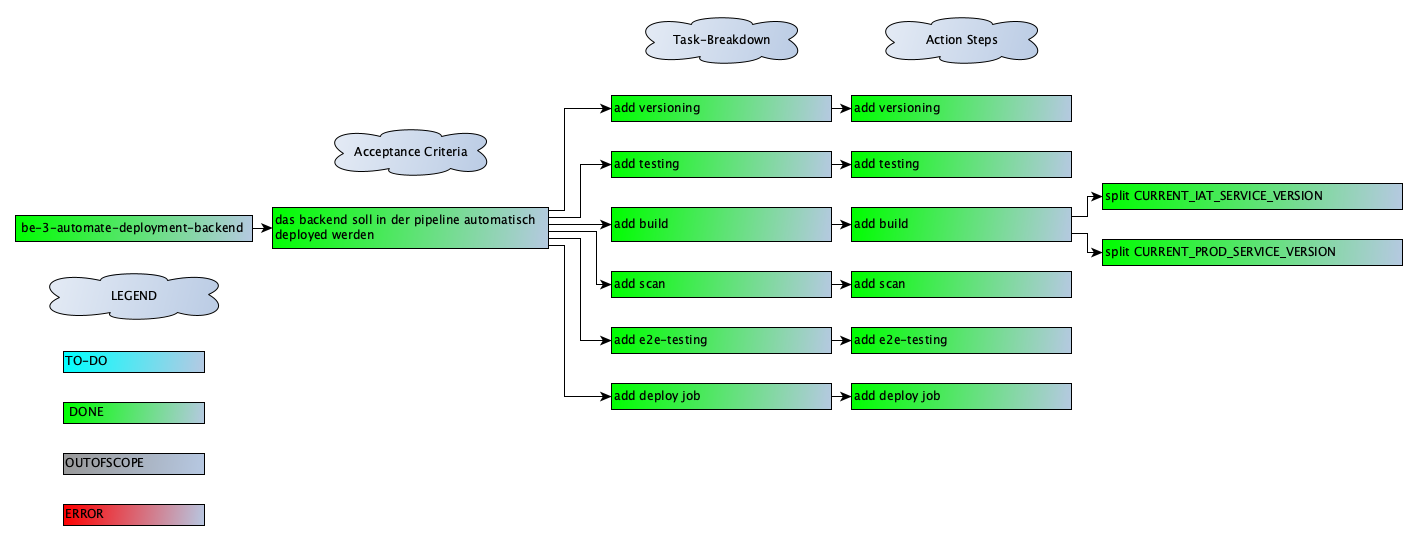 Task-Breakdown
Action Steps
add versioning
add versioning
Acceptance Criteria
add testing
add testing
split CURRENT_IAT_SERVICE_VERSION
be-3-automate-deployment-backend
das backend soll in der pipeline automatisch
deployed werden
add build
add build
split CURRENT_PROD_SERVICE_VERSION
add scan
add scan
LEGEND
add e2e-testing
add e2e-testing
TO-DO
add deploy job
add deploy job
DONE
OUTOFSCOPE
ERROR